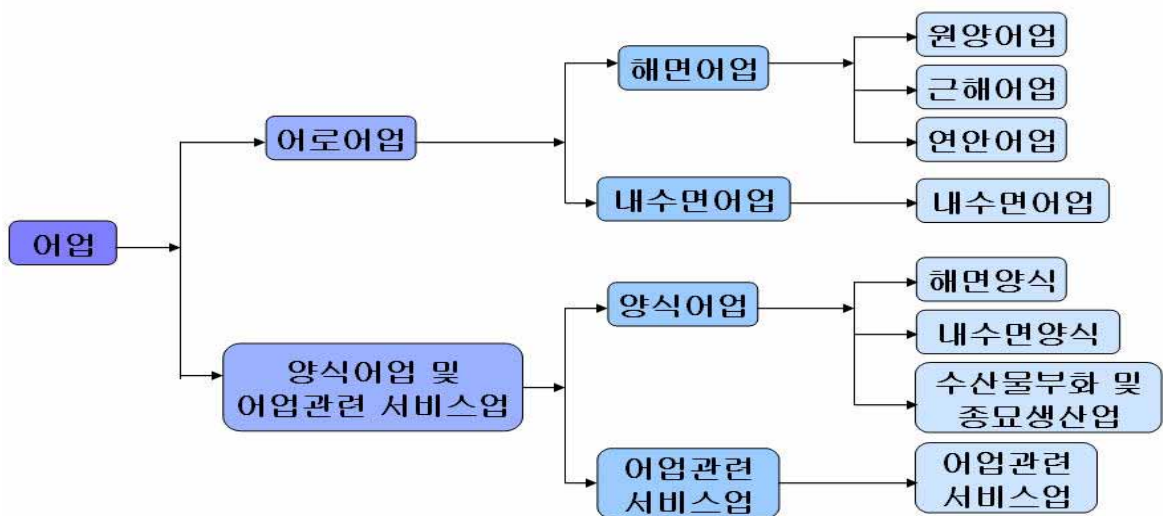 어업
어로어업
양식어업 및
어업관련 서비스업
해면어업
내수면어업
양식어업
어업관련
서비스업
원양어업
근해어업
연안어업
내수면어업
해면양식
내수면양식
수산물부화 및
종묘생산업
어업관련
서비스업